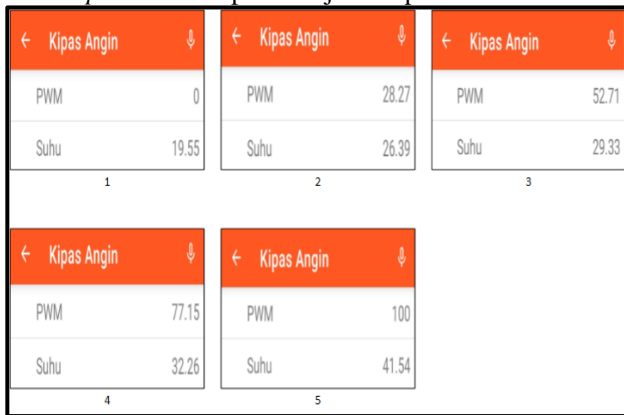 ← Kipas Angin
PWM 0
Suhu 19.55
1
← Kipas Angin
PWM 28.27
Suhu 26.39
2
← Kipas Angin
PWM 52.71
Suhu 29.33
3
← Kipas Angin
PWM 77.15
Suhu 32.26
4
← Kipas Angin
PWM 100
Suhu 41.54
5